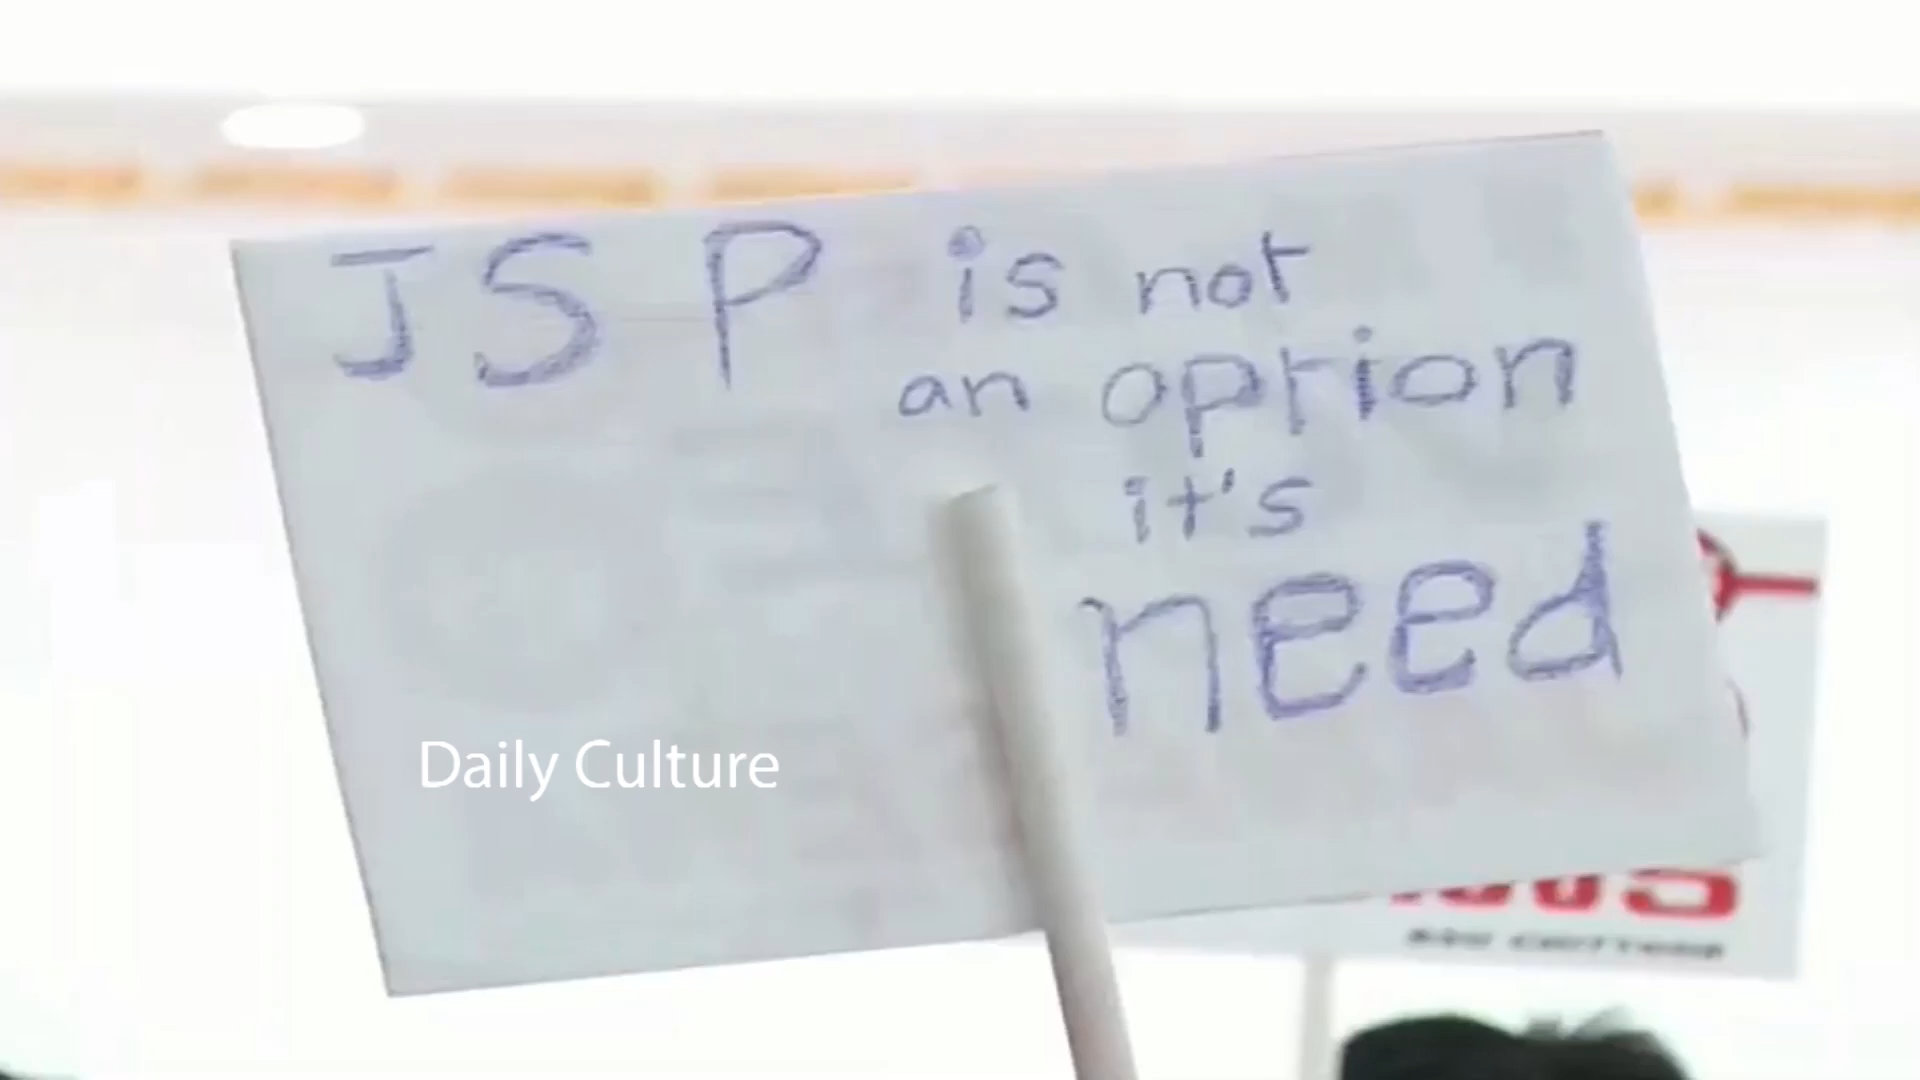 JSP is not
an option
it's
need
Daily Culture